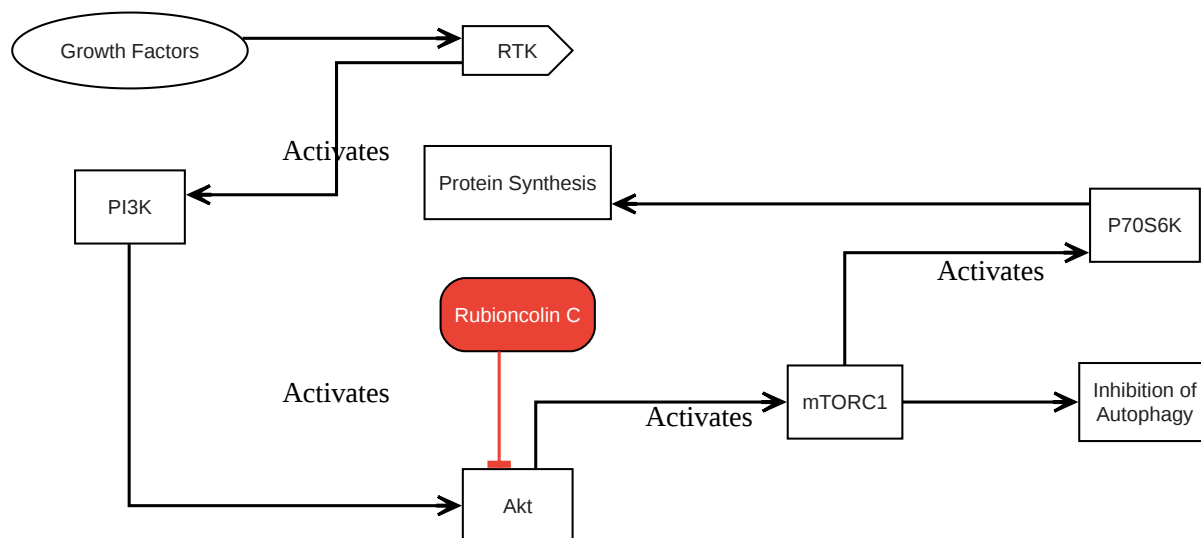 Growth Factors
RTK
Activates
PI3K
Protein Synthesis
P70S6K
Activates
Rubioncolin C
Activates
Activates
mTORC1
Inhibition of
Autophagy
Akt